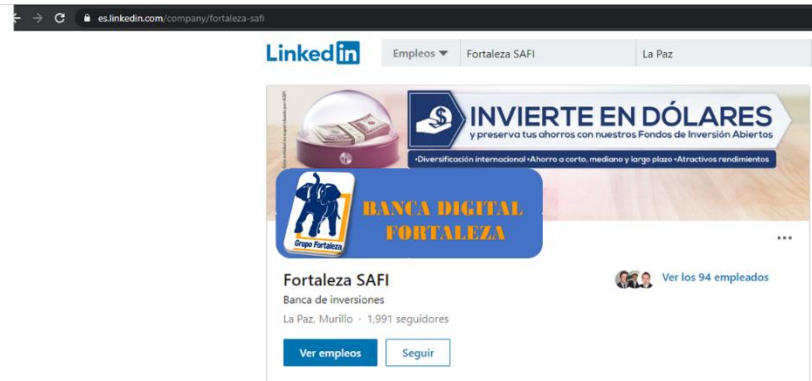 es.linkedin.com/company/fortaleza-safi
Linked in
Empleos
Fortaleza SAFI
La Paz
INVIERTE EN DÓLARES
y preserva tus ahorros con nuestros Fondos de Inversión Abiertos
•Diversificación internacional •Ahorro a corto, mediano y largo plazo •Atractivos rendimientos
Grupo Fortaleza
BANCA DIGITAL
FORTALEZA
Fortaleza SAFI
Banca de inversiones
La Paz, Murillo · 1,991 seguidores
Ver los 94 empleados
Ver empleos
Seguir